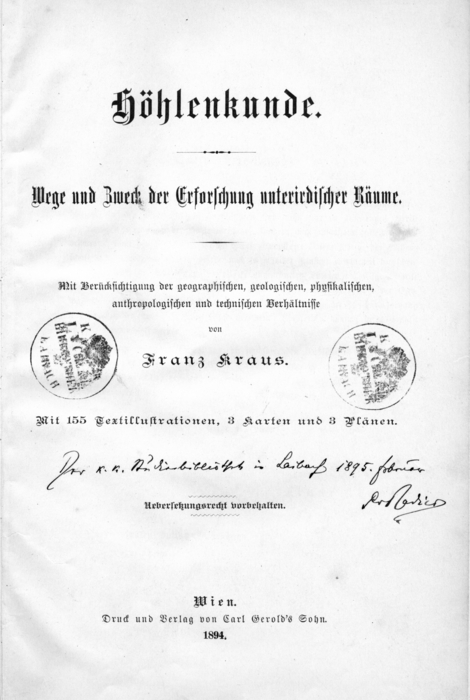 Höhlenkunde.
Wege und Zweck der Erforschung unterirdischer Räume.
Mit Berücksichtigung der geographischen, geologischen, physikalischen,
anthropologischen und technischen Verhältnisse
von
Franz Kraus.
Mit 155 Textillustrationen, 3 Karten und 3 Plänen.
Der k. k. Studienbibliothek in Laibach 1895. februar
Uebersetzungsrecht vorbehalten.
Wien.
Druck und Verlag von Carl Gerold's Sohn.
1894.